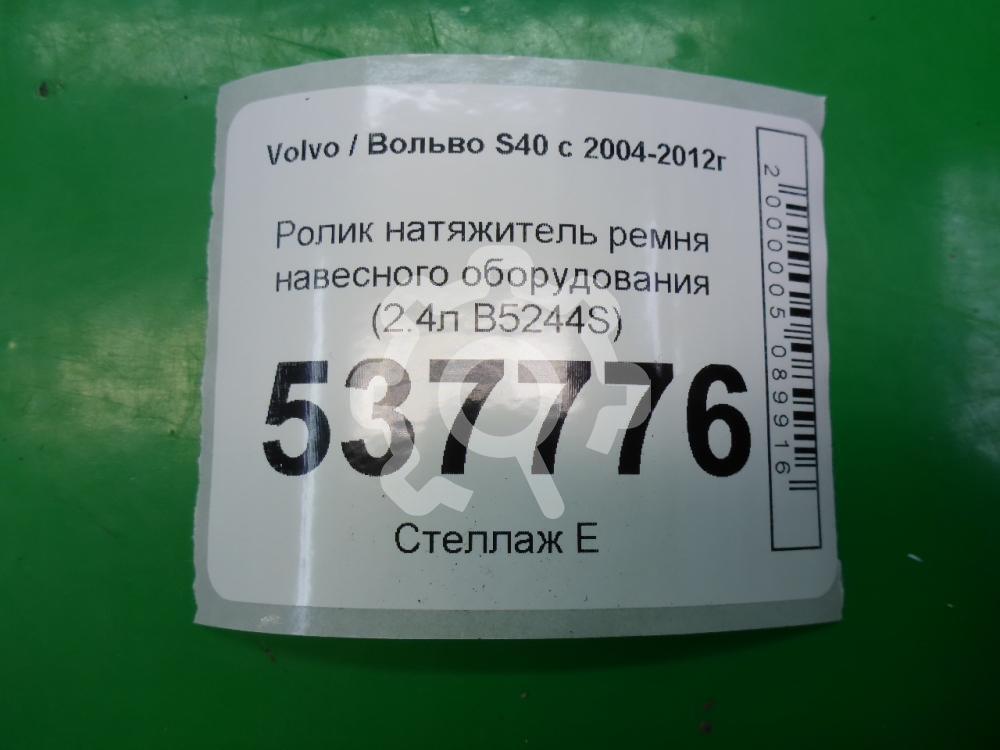 Volvo / Вольво S40 с 2004-2012г
Ролик натяжитель ремня
навесного оборудования
(2.4л B5244S)
537776
Стеллаж Е
2000005089916